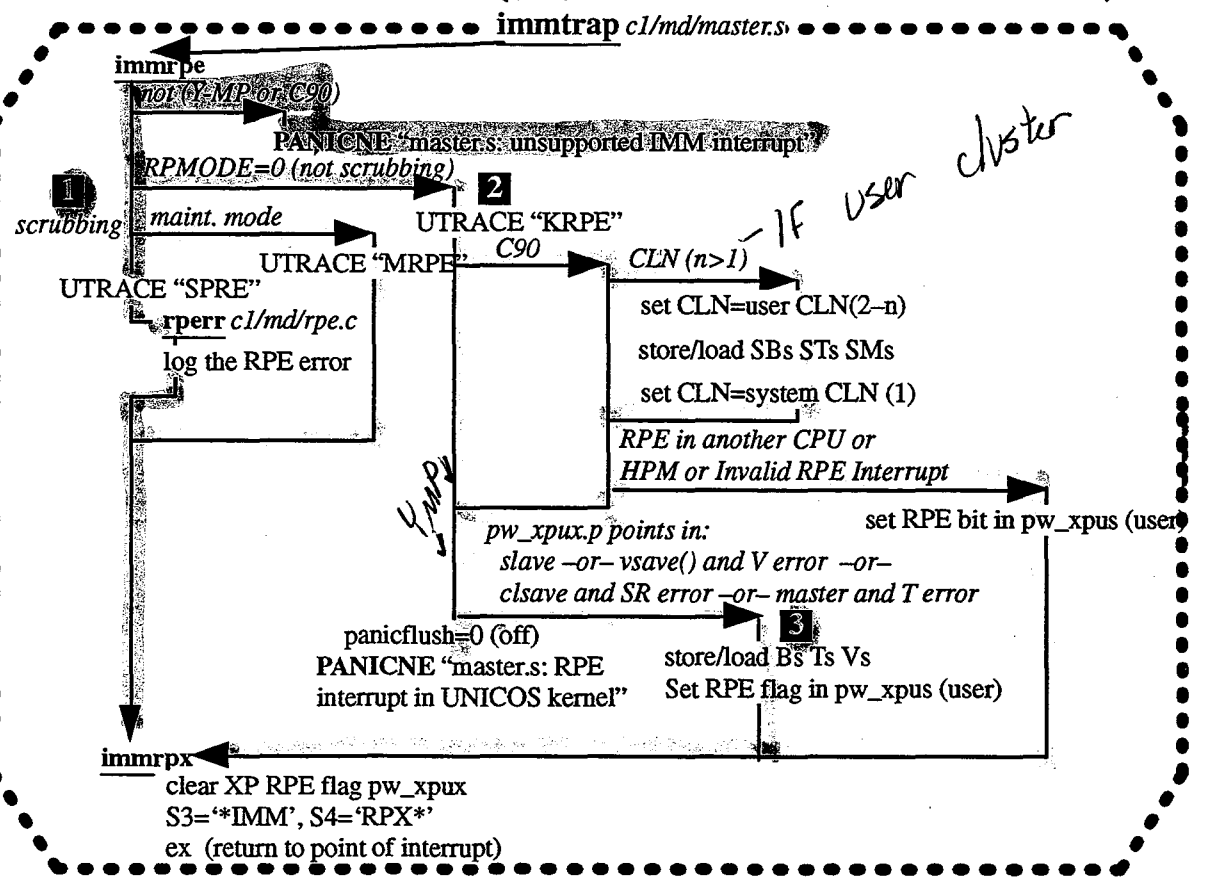 immtrap c1/md/master.s
immrpe
not (Y-MP or C90)
PANICNE “master.s: unsupported IMM interrupt”
RPMODE=0 (not scrubbing)
1
scrubbing
2
UTRACE “KRPE”
maint. mode
UTRACE “MRPE”
C90
CLN (n>1)
- IF user cluster
UTRACE “SPRE”
set CLN=user CLN(2–n)
rperr c1/md/rpe.c
log the RPE error
store/load SBs STs SMs
set CLN=system CLN (1)
RPE in another CPU or
HPM or Invalid RPE Interrupt
YMP
set RPE bit in pw_xpus (user)
pw_xpux.p points in:
slave –or– vsave() and V error –or–
clsave and SR error –or– master and T error
3
panicflush=0 (off)
PANICNE “master.s: RPE
interrupt in UNICOS kernel”
store/load Bs Ts Vs
Set RPE flag in pw_xpus (user)
immrpx
clear XP RPE flag pw_xpux
S3=‘*IMM’, S4=‘RPX*’
ex (return to point of interrupt)